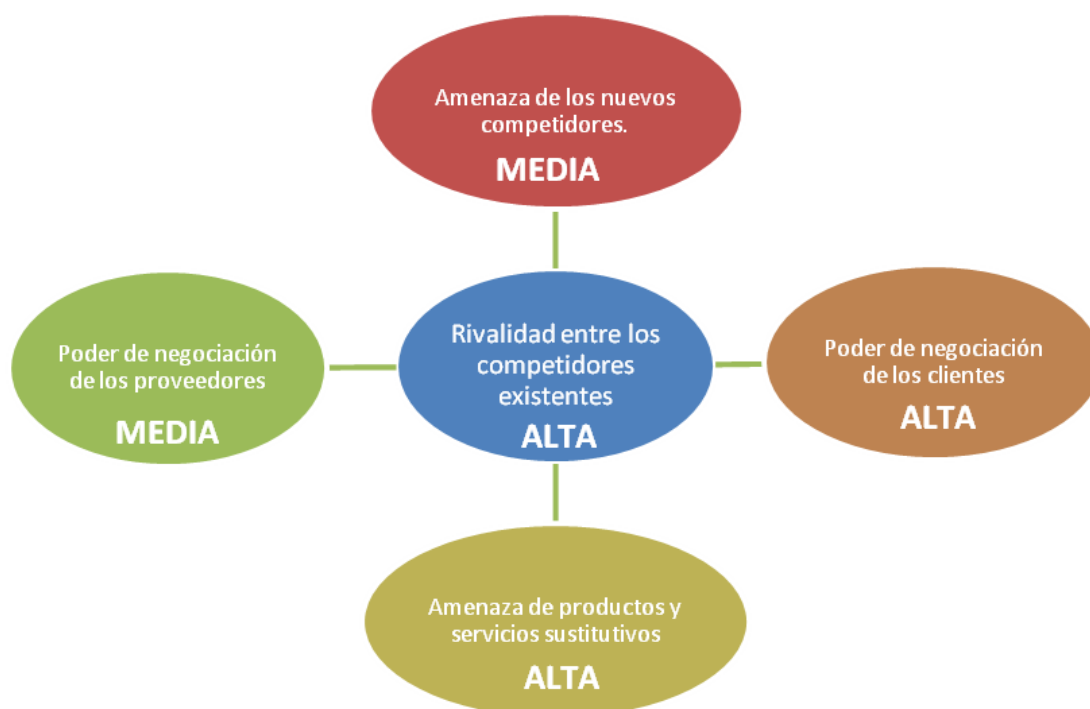 Amenaza de los nuevos
competidores.
MEDIA
Poder de negociación
de los proveedores
MEDIA
Rivalidad entre los
competidores
existentes
ALTA
Poder de negociación
de los clientes
ALTA
Amenaza de productos y
servicios sustitutivos
ALTA